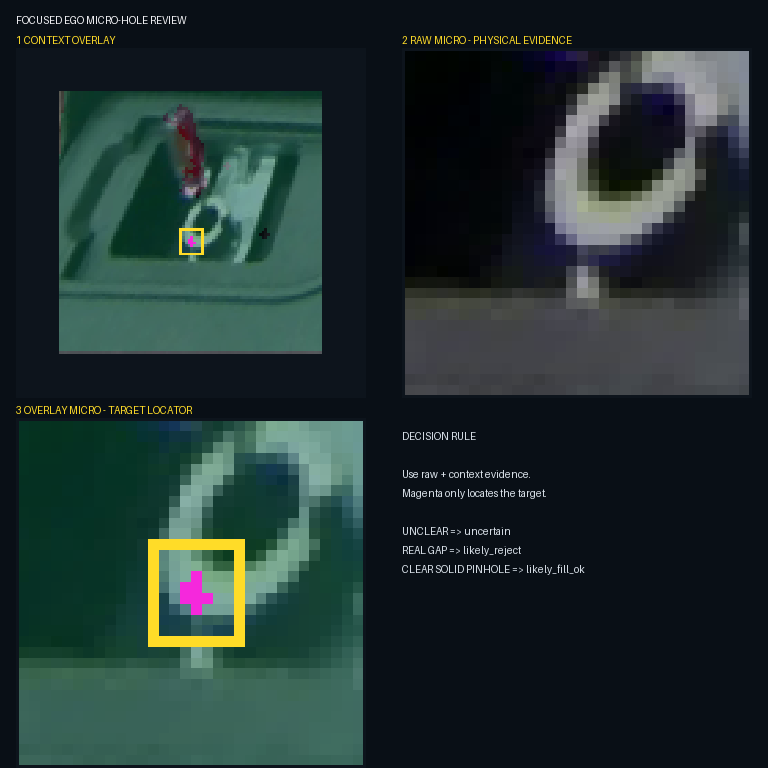 FOCUSED EGO MICRO-HOLE REVIEW
1 CONTEXT OVERLAY
2 RAW MICRO - PHYSICAL EVIDENCE
3 OVERLAY MICRO - TARGET LOCATOR
DECISION RULE
Use raw + context evidence.
Magenta only locates the target.
UNCLEAR => uncertain
REAL GAP => likely_reject
CLEAR SOLID PINHOLE => likely_fill_ok